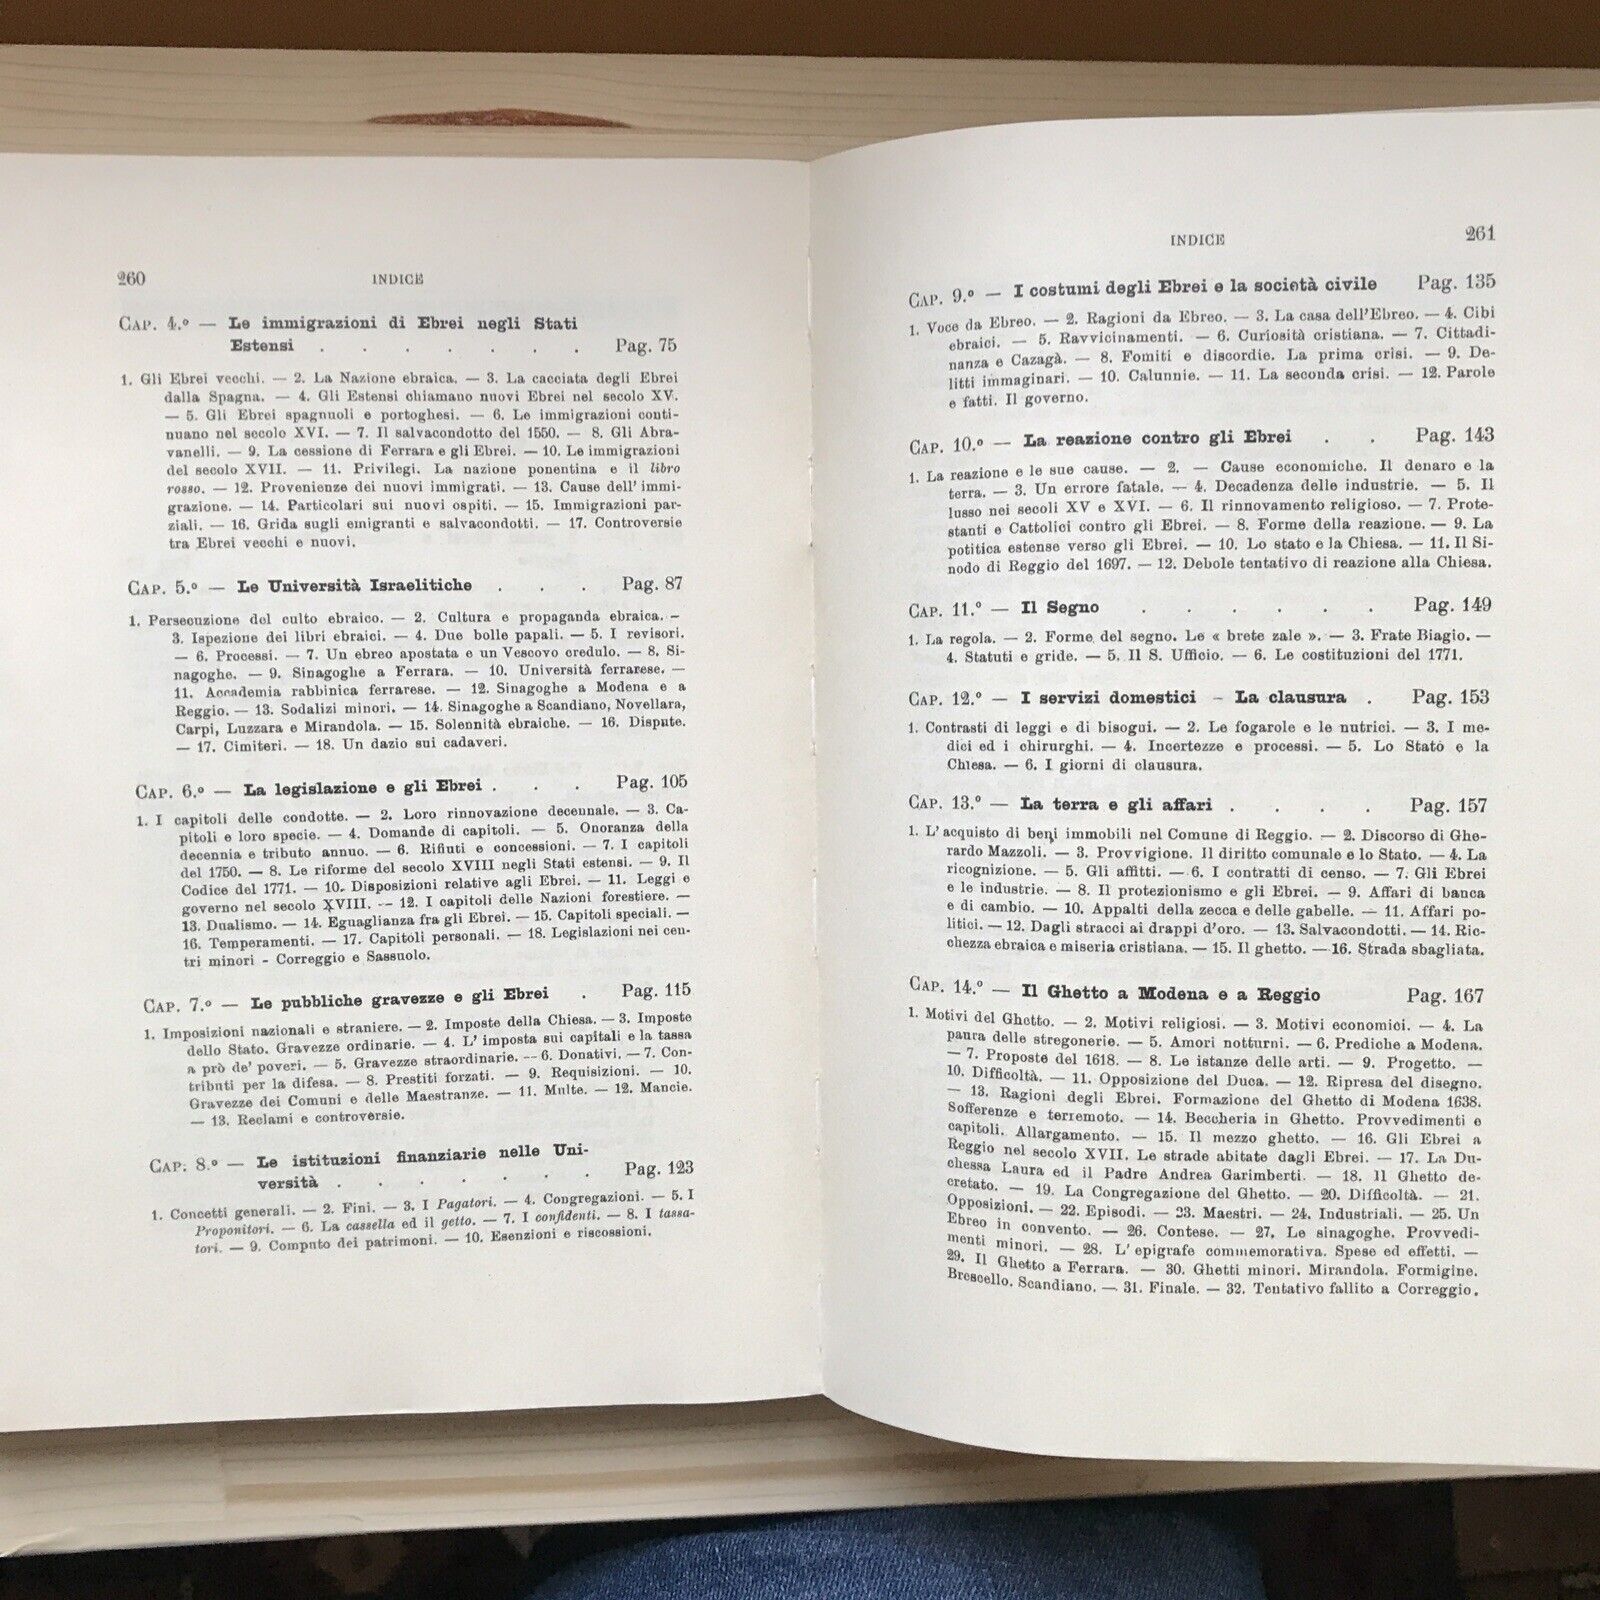 260 INDICE
CAP. 4.º — Le immigrazioni di Ebrei negli Stati
Estensi . . . . . . . Pag. 75
1. Gli Ebrei vecchi. — 2. La Nazione ebraica. — 3. La cacciata degli Ebrei
dalla Spagna. — 4. Gli Estensi chiamano nuovi Ebrei nel secolo XV.
— 5. Gli Ebrei spagnuoli e portoghesi. — 6. Le immigrazioni conti-
nuano nel secolo XVI. — 7. Il salvacondotto del 1550. — 8. Gli Abra-
vanelli. — 9. La cessione di Ferrara e gli Ebrei. — 10. Le immigrazioni
del secolo XVII. — 11. Privilegi. La nazione ponentina e il libro
rosso. — 12. Provenienze dei nuovi immigrati. — 13. Cause dell' immi-
grazione. — 14. Particolari sui nuovi ospiti. — 15. Immigrazioni par-
ziali. — 16. Grida sugli emigranti e salvacondotti. — 17. Controversie
tra Ebrei vecchi e nuovi.
CAP. 5.º — Le Università Israelitiche . . . Pag. 87
1. Persecuzione del culto ebraico. — 2. Cultura e propaganda ebraica. –
3. Ispezione dei libri ebraici. — 4. Due bolle papali. — 5. I revisori.
— 6. Processi. — 7. Un ebreo apostata e un Vescovo credulo. — 8. Si-
nagoghe. — 9. Sinagoghe a Ferrara. — 10. Università ferrarese. —
11. Accademia rabbinica ferrarese. — 12. Sinagoghe a Modena e a
Reggio. — 13. Sodalizi minori. — 14. Sinagoghe a Scandiano, Novellara,
Carpi, Luzzara e Mirandola. — 15. Solennità ebraiche. — 16. Dispute.
— 17. Cimiteri. — 18. Un dazio sui cadaveri.
CAP. 6.º — La legislazione e gli Ebrei . . . Pag. 105
1. I capitoli delle condotte. — 2. Loro rinnovazione decennale. — 3. Ca-
pitoli e loro specie. — 4. Domande di capitoli. — 5. Onoranza della
decennia e tributo annuo. — 6. Rifiuti e concessioni. — 7. I capitoli
del 1750. — 8. Le riforme del secolo XVIII negli Stati estensi. — 9. Il
Codice del 1771. — 10. Disposizioni relative agli Ebrei. — 11. Leggi e
governo nel secolo XVIII. — 12. I capitoli delle Nazioni forestiere. —
13. Dualismo. — 14. Eguaglianza fra gli Ebrei. — 15. Capitoli speciali. —
16. Temperamenti. — 17. Capitoli personali. — 18. Legislazioni nei cen-
tri minori - Correggio e Sassuolo.
CAP. 7.º — Le pubbliche gravezze e gli Ebrei . Pag. 115
1. Imposizioni nazionali e straniere. — 2. Imposte della Chiesa. — 3. Imposte
dello Stato. Gravezze ordinarie. — 4. L' imposta sui capitali e la tassa
a prò de' poveri. — 5. Gravezze straordinarie. — 6. Donativi. — 7. Con-
tributi per la difesa. — 8. Prestiti forzati. — 9. Requisizioni. — 10.
Gravezze dei Comuni e delle Maestranze. — 11. Multe. — 12. Mancie.
— 13. Reclami e controversie.
CAP. 8.º — Le istituzioni finanziarie nelle Uni-
versità . . . . . . Pag. 123
1. Concetti generali. — 2. Fini. — 3. I Pagatori. — 4. Congregazioni. — 5. I
Proponitori. — 6. La cassella ed il getto. — 7. I confidenti. — 8. I tassa-
tori. — 9. Computo dei patrimoni. — 10. Esenzioni e riscossioni.
INDICE 261
CAP. 9.º — I costumi degli Ebrei e la società civile Pag. 135
1. Voce da Ebreo. — 2. Ragioni da Ebreo. — 3. La casa dell'Ebreo. — 4. Cibi
ebraici. — 5. Ravvicinamenti. — 6. Curiosità cristiana. — 7. Cittadi-
nanza e Cazagà. — 8. Fomiti e discordie. La prima crisi. — 9. De-
litti immaginari. — 10. Calunnie. — 11. La seconda crisi. — 12. Parole
e fatti. Il governo.
CAP. 10.º — La reazione contro gli Ebrei . . Pag. 143
1. La reazione e le sue cause. — 2. — Cause economiche. Il denaro e la
terra. — 3. Un errore fatale. — 4. Decadenza delle industrie. — 5. Il
lusso nei secoli XV e XVI. — 6. Il rinnovamento religioso. — 7. Prote-
stanti e Cattolici contro gli Ebrei. — 8. Forme della reazione. — 9. La
potitica estense verso gli Ebrei. — 10. Lo stato e la Chiesa. — 11. Il Si-
nodo di Reggio del 1697. — 12. Debole tentativo di reazione alla Chiesa.
CAP. 11.º — Il Segno . . . . . . Pag. 149
1. La regola. — 2. Forme del segno. Le « brete zale ». — 3. Frate Biagio. —
4. Statuti e gride. — 5. Il S. Ufficio. — 6. Le costituzioni del 1771.
CAP. 12.º — I servizi domestici – La clausura . Pag. 153
1. Contrasti di leggi e di bisogni. — 2. Le fogarole e le nutrici. — 3. I me-
dici ed i chirurghi. — 4. Incertezze e processi. — 5. Lo Stato e la
Chiesa. — 6. I giorni di clausura.
CAP. 13.º — La terra e gli affari . . . . Pag. 157
1. L' acquisto di beni immobili nel Comune di Reggio. — 2. Discorso di Ghe-
rardo Mazzoli. — 3. Provvigione. Il diritto comunale e lo Stato. — 4. La
ricognizione. — 5. Gli affitti. — 6. I contratti di censo. — 7. Gli Ebrei
e le industrie. — 8. Il protezionismo e gli Ebrei. — 9. Affari di banca
e di cambio. — 10. Appalti della zecca e delle gabelle. — 11. Affari po-
litici. — 12. Dagli stracci ai drappi d'oro. — 13. Salvacondotti. — 14. Ric-
chezza ebraica e miseria cristiana. — 15. Il ghetto. — 16. Strada sbagliata.
CAP. 14.º — Il Ghetto a Modena e a Reggio Pag. 167
1. Motivi del Ghetto. — 2. Motivi religiosi. — 3. Motivi economici. — 4. La
paura delle stregonerie. — 5. Amori notturni. — 6. Prediche a Modena.
— 7. Proposte del 1618. — 8. Le istanze delle arti. — 9. Progetto. —
10. Difficoltà. — 11. Opposizione del Duca. — 12. Ripresa del disegno.
— 13. Ragioni degli Ebrei. Formazione del Ghetto di Modena 1638.
Sofferenze e terremoto. — 14. Beccheria in Ghetto. Provvedimenti e
capitoli. Allargamento. — 15. Il mezzo ghetto. — 16. Gli Ebrei a
Reggio nel secolo XVII. Le strade abitate dagli Ebrei. — 17. La Du-
chessa Laura ed il Padre Andrea Garimberti. — 18. Il Ghetto de-
cretato. — 19. La Congregazione del Ghetto. — 20. Difficoltà. — 21.
Opposizioni. — 22. Episodi. — 23. Maestri. — 24. Industriali. — 25. Un
Ebreo in convento. — 26. Contese. — 27. Le sinagoghe. Provvedi-
menti minori. — 28. L' epigrafe commemorativa. Spese ed effetti. —
29. Il Ghetto a Ferrara. — 30. Ghetti minori. Mirandola. Formigine.
Brescello. Scandiano. — 31. Finale. — 32. Tentativo fallito a Correggio.